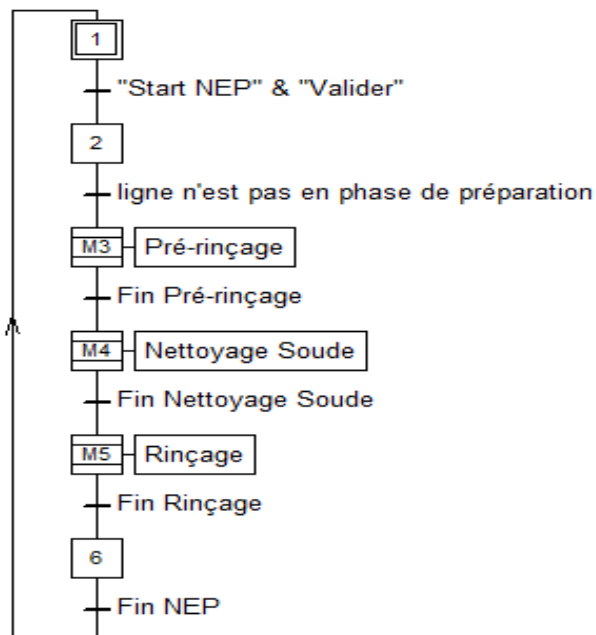 1
"Start NEP" & "Valider"
2
ligne n'est pas en phase de préparation
M3 Pré-rinçage
Fin Pré-rinçage
M4 Nettoyage Soude
Fin Nettoyage Soude
M5 Rinçage
Fin Rinçage
6
Fin NEP